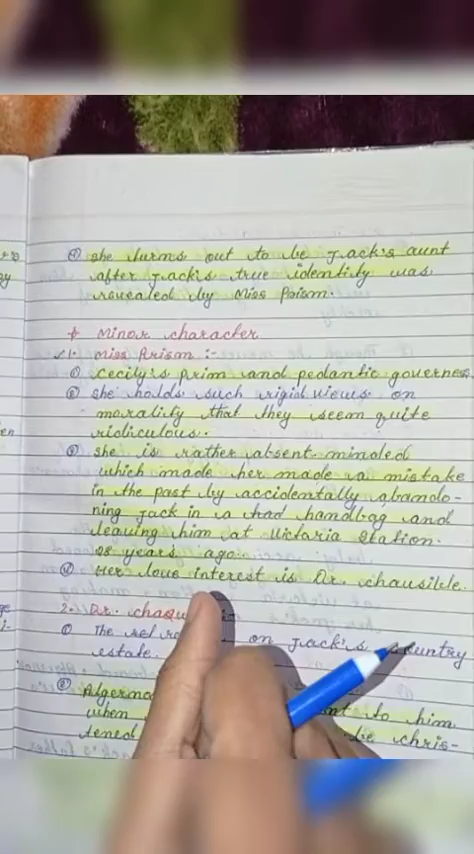 ④ she turns out to be Jack's aunt
after Jack's true identity was
revealed by Miss Prism.
* Minor character
1. Miss Prism :-
① Cecily's prim and pedantic governess.
② she holds such rigid views on
morality that they seem quite
ridiculous.
③ she is rather absent-minded
which made her made a mistake
in the past by accidentally abando-
ning Jack in a had handbag and
leaving him at Victoria Station.
28 years ago.
④ Her love interest is Dr. chausible.
2. Dr.
① The on Jack's country
estate.
②
when to him
be chris-